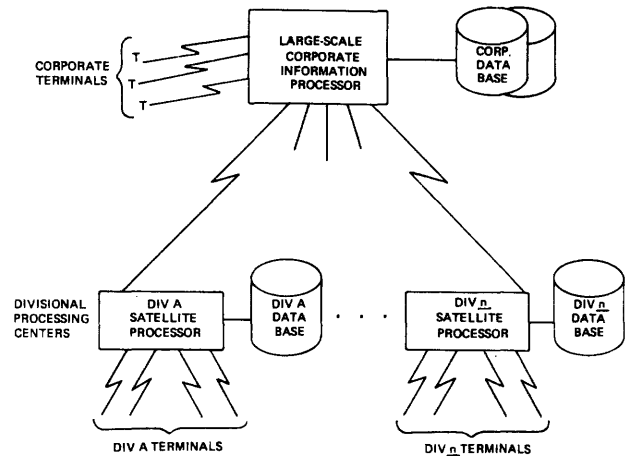 LARGE-SCALE
CORPORATE
INFORMATION
PROCESSOR
CORP.
DATA
BASE
CORPORATE
TERMINALS
T
T
T
DIVISIONAL
PROCESSING
CENTERS
DIV A
SATELLITE
PROCESSOR
DIV A
DATA
BASE
. . . .
DIV n
SATELLITE
PROCESSOR
DIV n
DATA
BASE
DIV A TERMINALS
DIV n TERMINALS